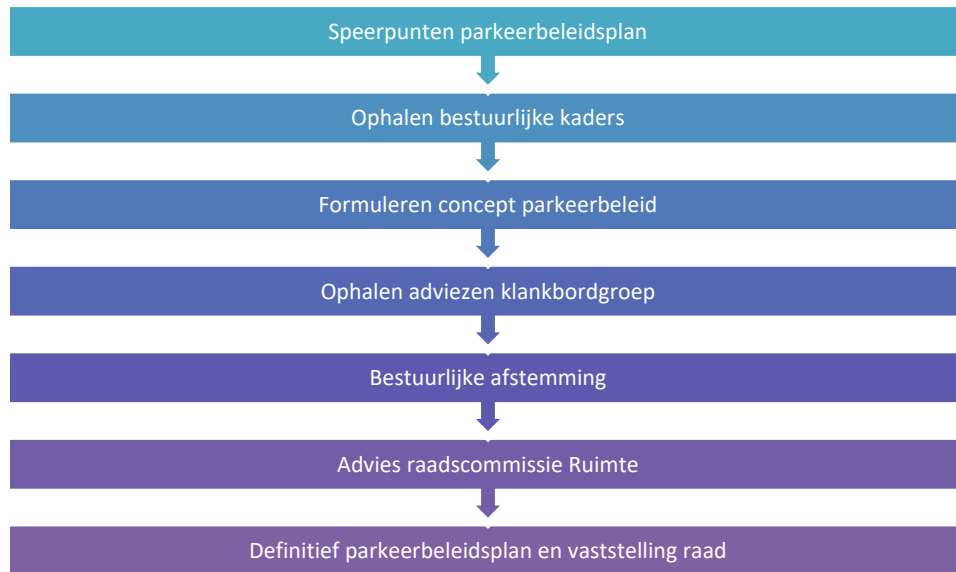 Speerpunten parkeerbeleidsplan
Ophalen bestuurlijke kaders
Formuleren concept parkeerbeleid
Ophalen adviezen klankbordgroep
Bestuurlijke afstemming
Advies raadscommissie Ruimte
Definitief parkeerbeleidsplan en vaststelling raad